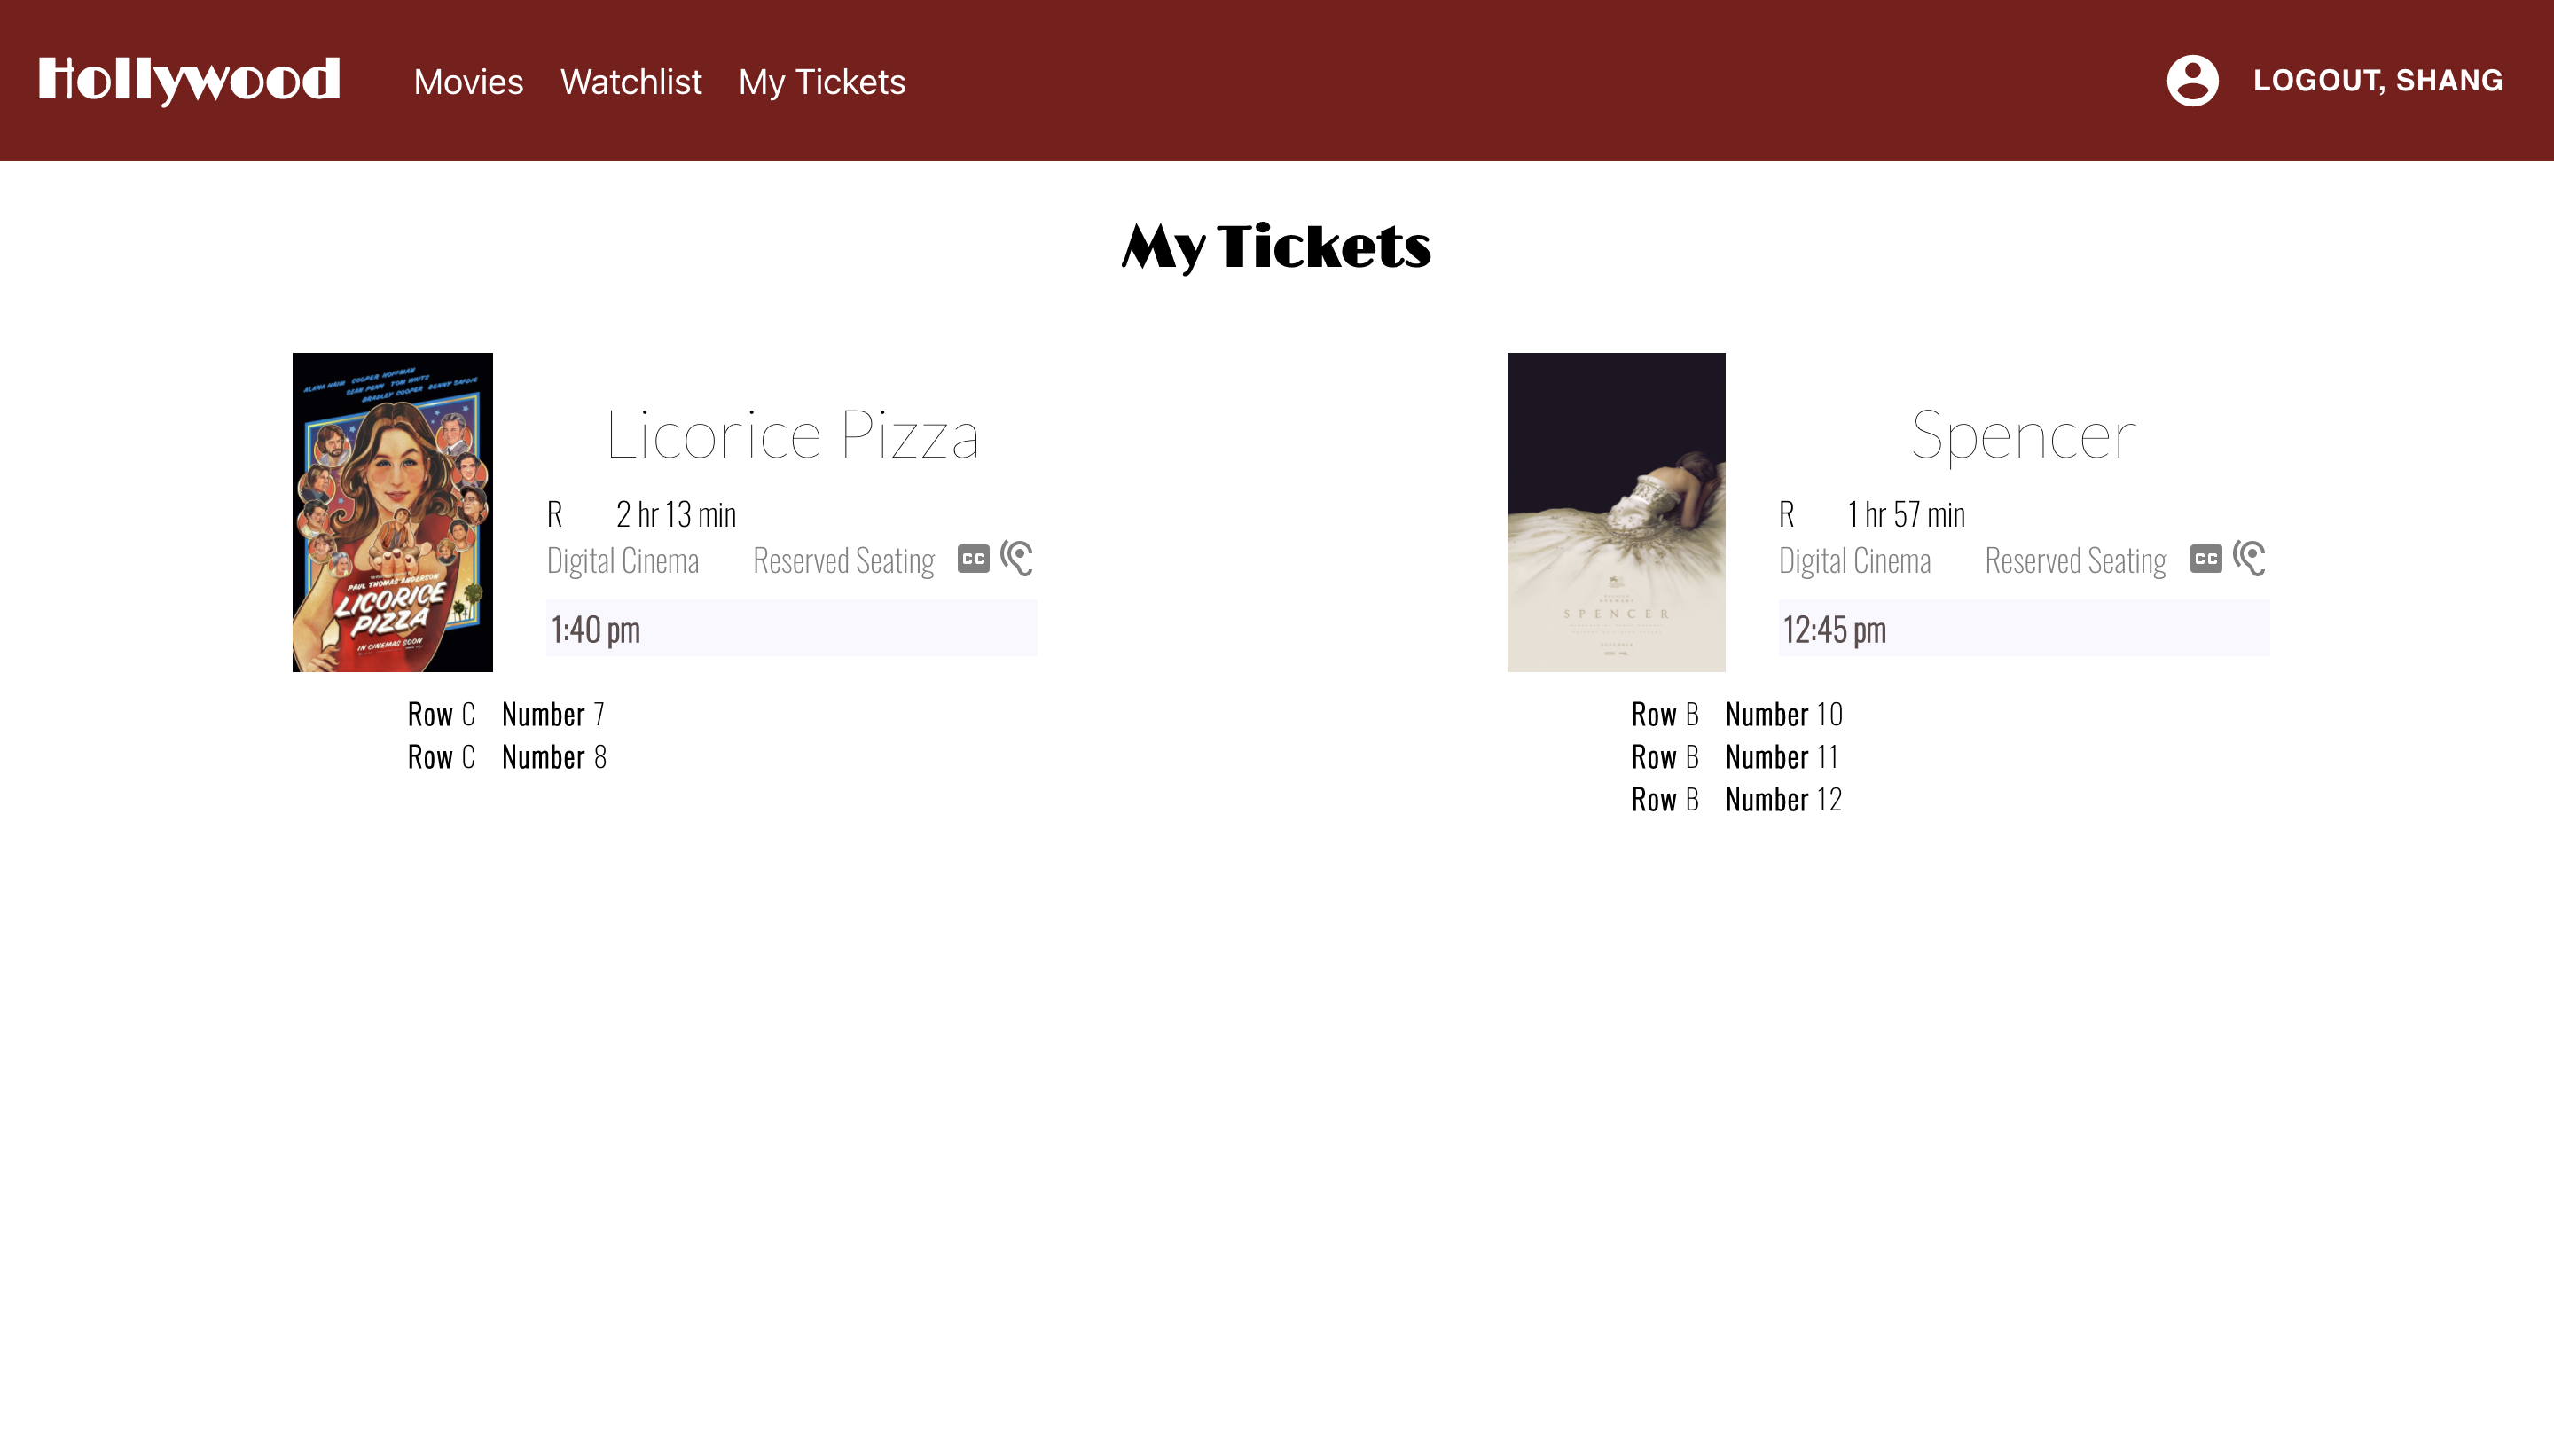 Hollywood Movies Watchlist My Tickets LOGOUT, SHANG
My Tickets
ALANA HAIM COOPER HOFFMAN
SEAN PENN TOM WAITS
BRADLEY COOPER BENNY SAFDIE
PAUL THOMAS ANDERSON
LICORICE
PIZZA
IN CINEMAS SOON
Licorice Pizza
R 2 hr 13 min
Digital Cinema Reserved Seating CC
1:40 pm
Row C Number 7
Row C Number 8
SPENCER
Spencer
R 1 hr 57 min
Digital Cinema Reserved Seating CC
12:45 pm
Row B Number 10
Row B Number 11
Row B Number 12